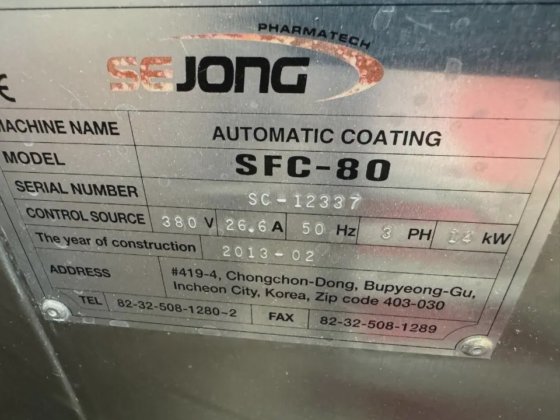 PHARMATECH
SEJONG
CE
MACHINE NAME AUTOMATIC COATING
MODEL SFC-80
SERIAL NUMBER SC-12337
CONTROL SOURCE 380 V 26.6 A 50 Hz 3 PH 14 kW
The year of construction 2013-02
ADDRESS #419-4, Chongchon-Dong, Bupyeong-Gu,
Incheon City, Korea, Zip code 403-030
TEL 82-32-508-1280~2 FAX 82-32-508-1289